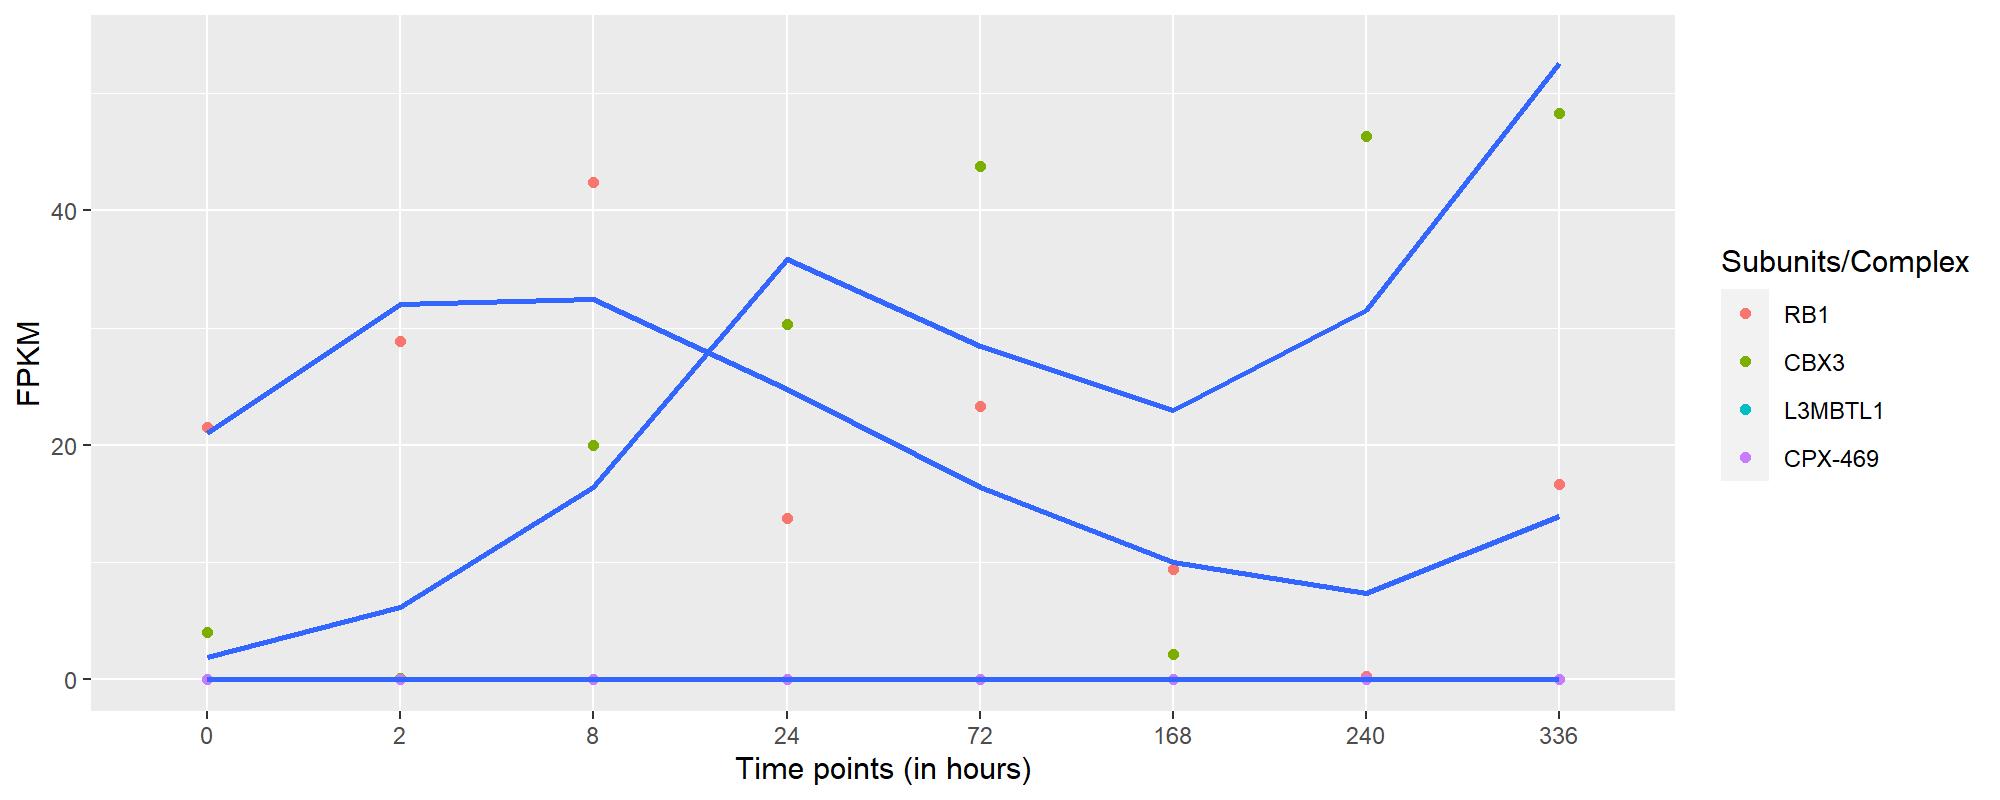 FPKM
40
20
0
0 2 8 24 72 168 240 336
Time points (in hours)
Subunits/Complex
RB1
CBX3
L3MBTL1
CPX-469